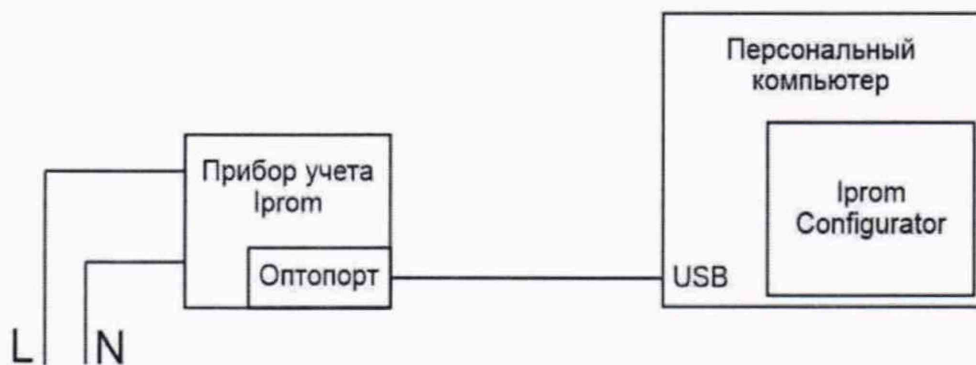 Персональный
компьютер
Прибор учета
Iprom
Iprom
Configurator
Оптопорт
USB
L
N